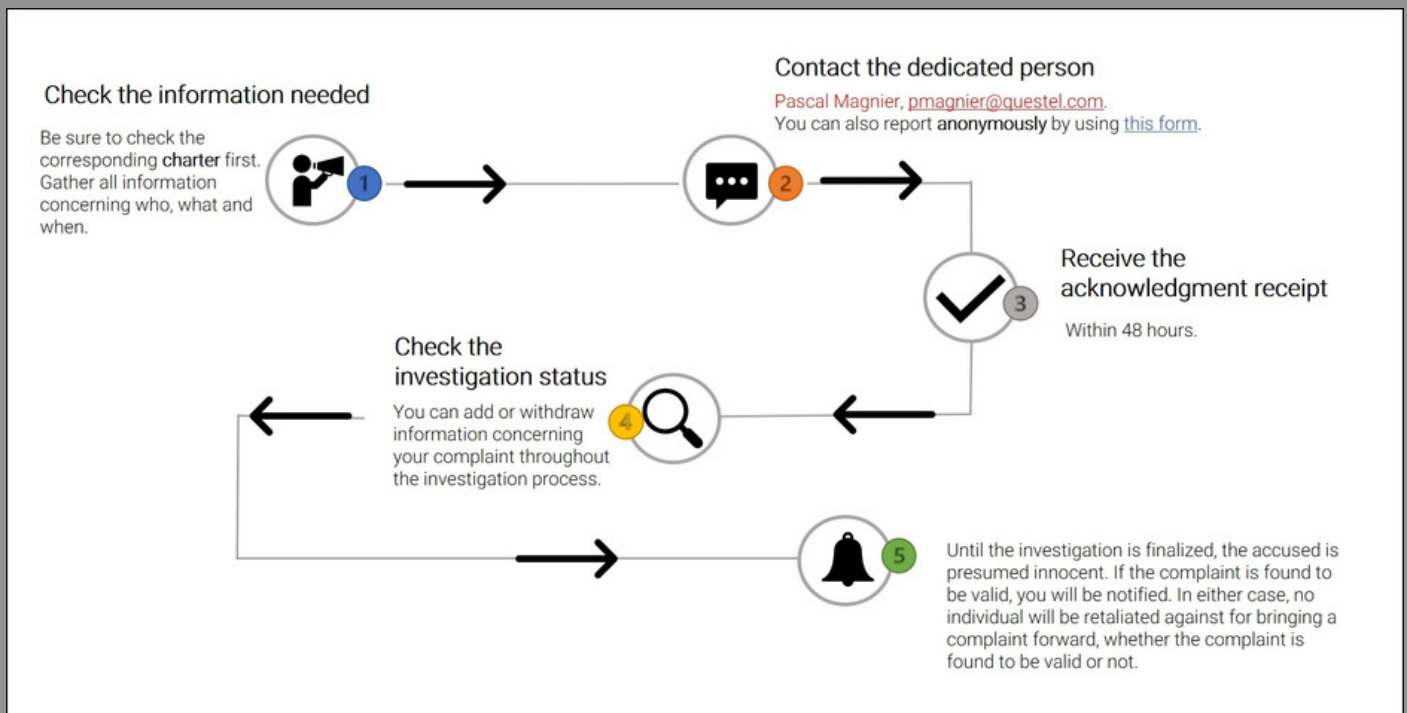 Check the information needed
Be sure to check the
corresponding charter first.
Gather all information
concerning who, what and
when.
1
Contact the dedicated person
Pascal Magnier, pmagnier@questel.com.
You can also report anonymously by using this form.
2
3
Receive the
acknowledgment receipt
Within 48 hours.
Check the
investigation status
You can add or withdraw
information concerning
your complaint throughout
the investigation process.
4
5
Until the investigation is finalized, the accused is
presumed innocent. If the complaint is found to
be valid, you will be notified. In either case, no
individual will be retaliated against for bringing a
complaint forward, whether the complaint is
found to be valid or not.